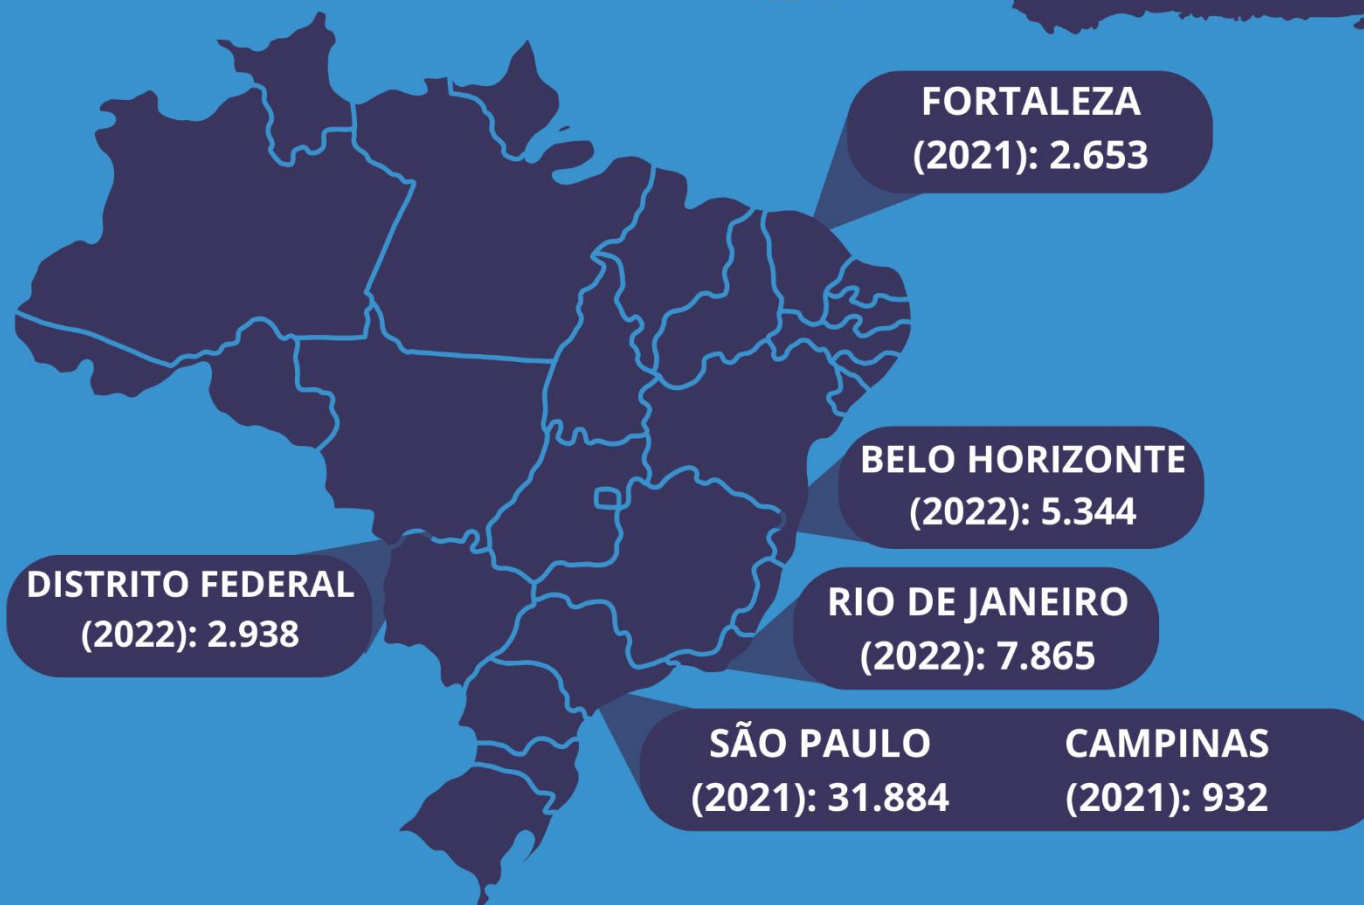 FORTALEZA
(2021): 2.653
BELO HORIZONTE
(2022): 5.344
DISTRITO FEDERAL
(2022): 2.938
RIO DE JANEIRO
(2022): 7.865
SÃO PAULO
(2021): 31.884
CAMPINAS
(2021): 932